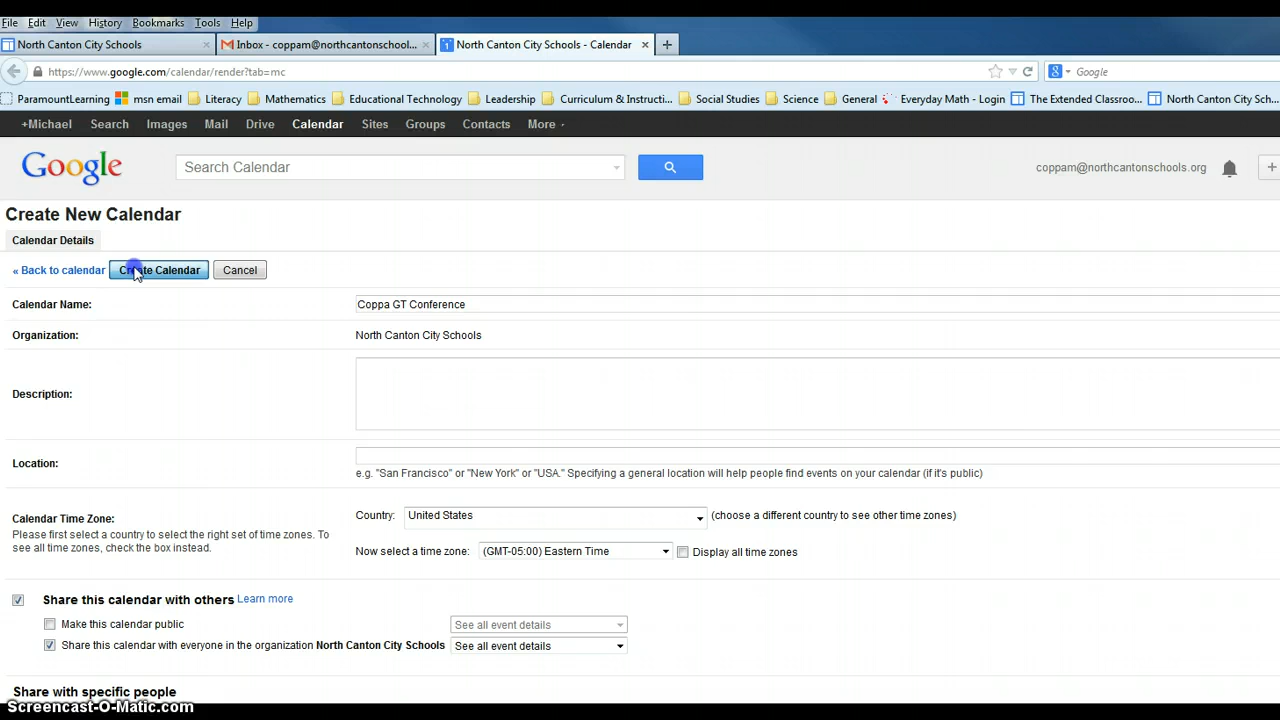 File Edit View History Bookmarks Tools Help
North Canton City Schools × Inbox - coppam@northcantonschool... × North Canton City Schools - Calendar × +
https://www.google.com/calendar/render?tab=mc Google
ParamountLearning msn email Literacy Mathematics Educational Technology Leadership Curriculum & Instructi... Social Studies Science General Everyday Math - Login The Extended Classroo... North Canton City Sch...
+Michael Search Images Mail Drive Calendar Sites Groups Contacts More
Google Search Calendar coppam@northcantonschools.org +
Create New Calendar
Calendar Details
« Back to calendar Create Calendar Cancel
Calendar Name: Coppa GT Conference
Organization: North Canton City Schools
Description:
Location:
e.g. "San Francisco" or "New York" or "USA." Specifying a general location will help people find events on your calendar (if it's public)
Calendar Time Zone:
Please first select a country to select the right set of time zones. To
see all time zones, check the box instead.
Country: United States (choose a different country to see other time zones)
Now select a time zone: (GMT-05:00) Eastern Time Display all time zones
Share this calendar with others Learn more
Make this calendar public See all event details
Share this calendar with everyone in the organization North Canton City Schools See all event details
Share with specific people
Screencast-O-Matic.com